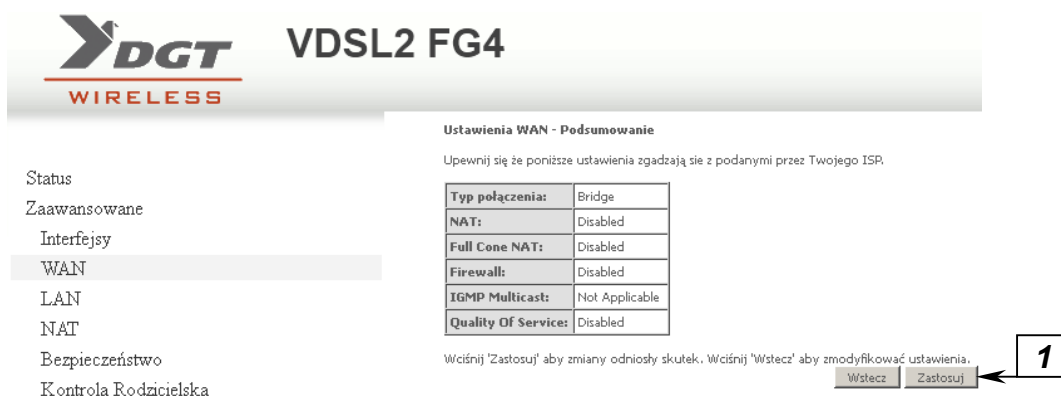 DGT
WIRELESS
VDSL2 FG4
Status
Zaawansowane
Interfejsy
WAN
LAN
NAT
Bezpieczeństwo
Kontrola Rodzicielska
Ustawienia WAN - Podsumowanie
Upewnij się że poniższe ustawienia zgadzają sie z podanymi przez Twojego ISP.
Typ połączenia: Bridge
NAT: Disabled
Full Cone NAT: Disabled
Firewall: Disabled
IGMP Multicast: Not Applicable
Quality Of Service: Disabled
Wciśnij 'Zastosuj' aby zmiany odniosły skutek. Wciśnij 'Wstecz' aby zmodyfikować ustawienia.
Wstecz Zastosuj
1